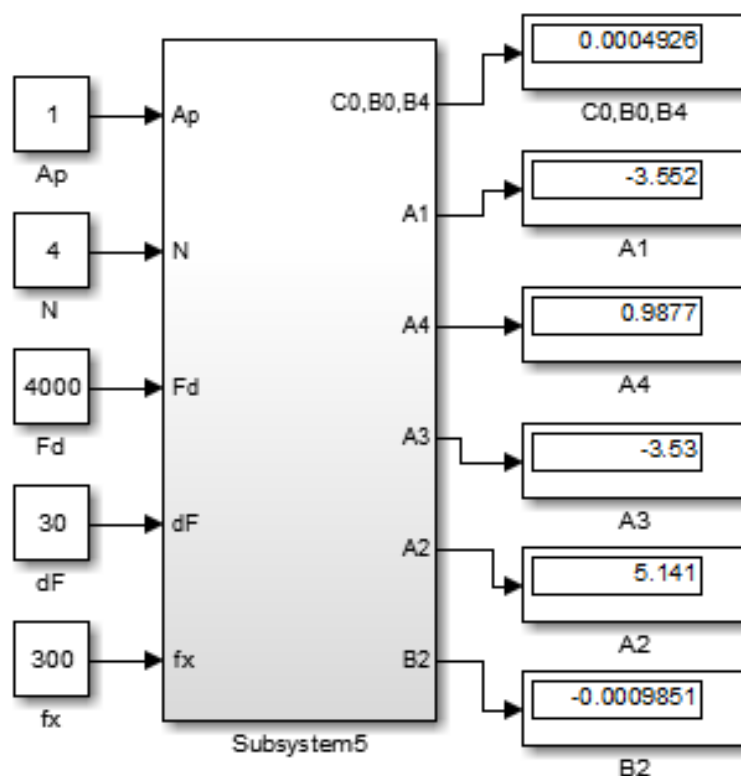 1
Ap
4
N
4000
Fd
30
dF
300
fx
Ap
N
Fd
dF
fx
C0,B0,B4
A1
A4
A3
A2
B2
Subsystem5
0.0004926
C0,B0,B4
-3.552
A1
0.9877
A4
-3.53
A3
5.141
A2
-0.0009851
B2